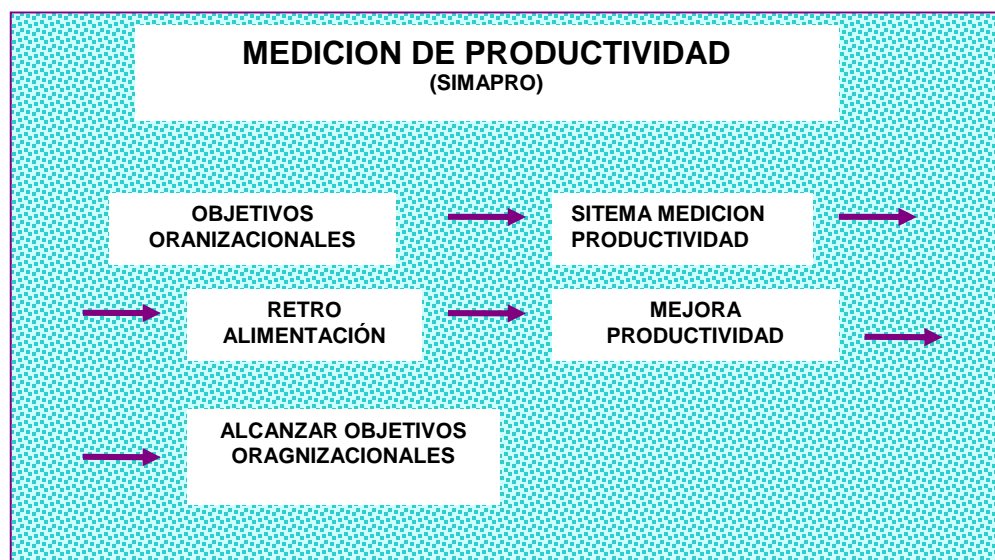 MEDICION DE PRODUCTIVIDAD
(SIMAPRO)
OBJETIVOS
ORANIZACIONALES
SITEMA MEDICION
PRODUCTIVIDAD
RETRO
ALIMENTACIÓN
MEJORA
PRODUCTIVIDAD
ALCANZAR OBJETIVOS
ORAGNIZACIONALES